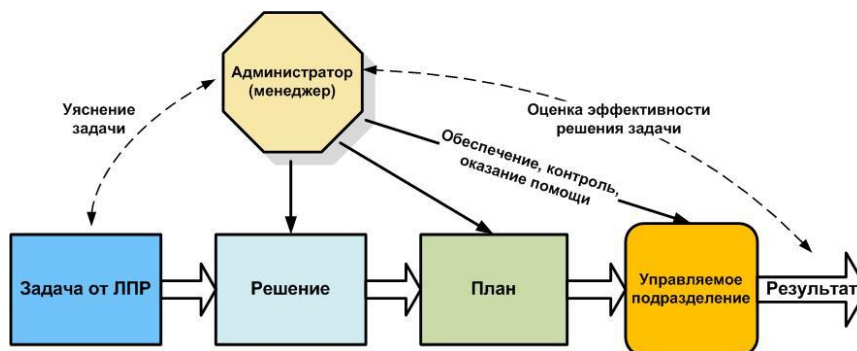 Администратор
(менеджер)
Уяснение
задачи
Оценка эффективности
решения задачи
Обеспечение, контроль,
оказание помощи
Задача от ЛПР
Решение
План
Управляемое
подразделение
Результат